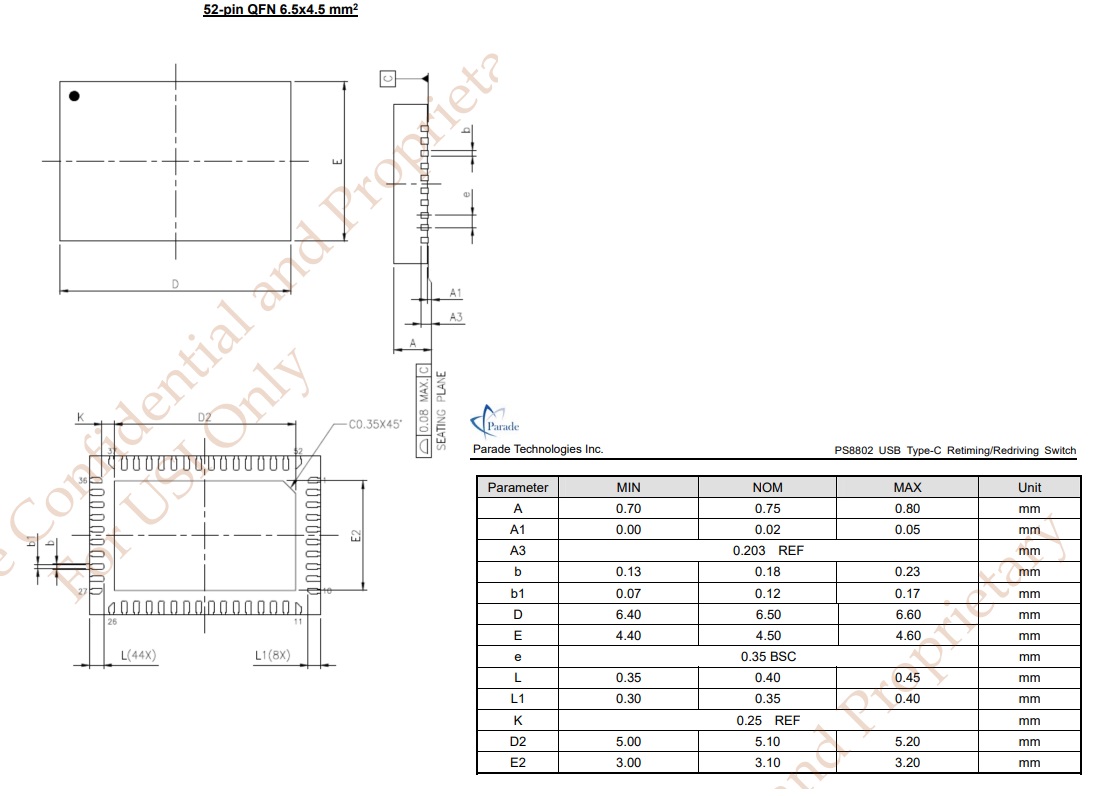 52-pin QFN 6.5x4.5 mm²
C
b
E
e
D
A1
A3
A
0.08 MAX. C
SEATING PLANE
K
D2
C0.35X45°
37
52
36
1
E2
b1
b
27
10
26
11
L(44X)
L1(8X)
Confidential and Proprieta
For USI Only
Parade
Parade Technologies Inc.
PS8802 USB Type-C Retiming/Redriving Switch
Parameter MIN NOM MAX Unit
A 0.70 0.75 0.80 mm
A1 0.00 0.02 0.05 mm
A3 0.203 REF mm
b 0.13 0.18 0.23 mm
b1 0.07 0.12 0.17 mm
D 6.40 6.50 6.60 mm
E 4.40 4.50 4.60 mm
e 0.35 BSC mm
L 0.35 0.40 0.45 mm
L1 0.30 0.35 0.40 mm
K 0.25 REF mm
D2 5.00 5.10 5.20 mm
E2 3.00 3.10 3.20 mm
nd Proprietary